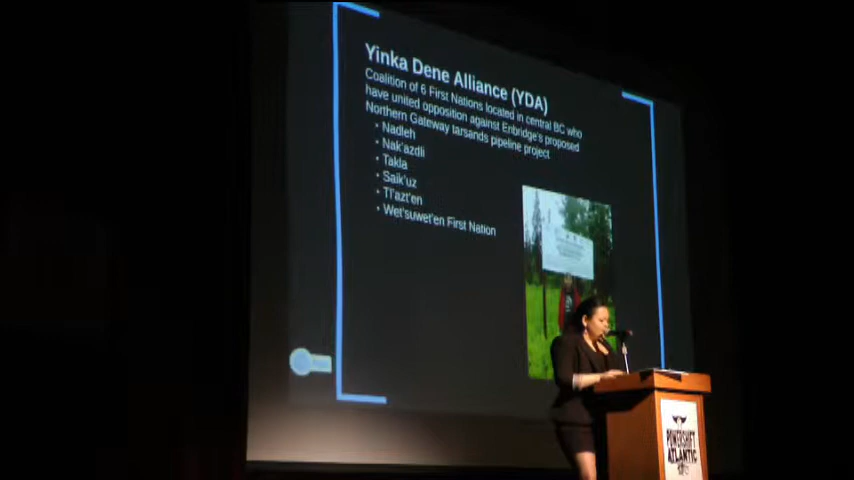 Yinka Dene Alliance (YDA)
Coalition of 6 First Nations located in central BC who
have united opposition against Enbridge's proposed
Northern Gateway tarsands pipeline project
• Nadleh
• Nak'azdli
• Takla
• Saik'uz
• Tl'azt'en
• Wet'suwet'en First Nation
POWERSHIFT
ATLANTIC